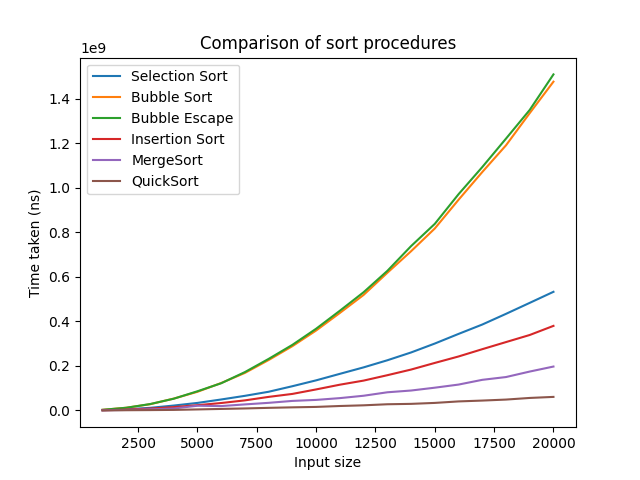 Comparison of sort procedures
1e9
Selection Sort
Bubble Sort
Bubble Escape
Insertion Sort
MergeSort
QuickSort
Time taken (ns)
1.4
1.2
1.0
0.8
0.6
0.4
0.2
0.0
2500 5000 7500 10000 12500 15000 17500 20000
Input size